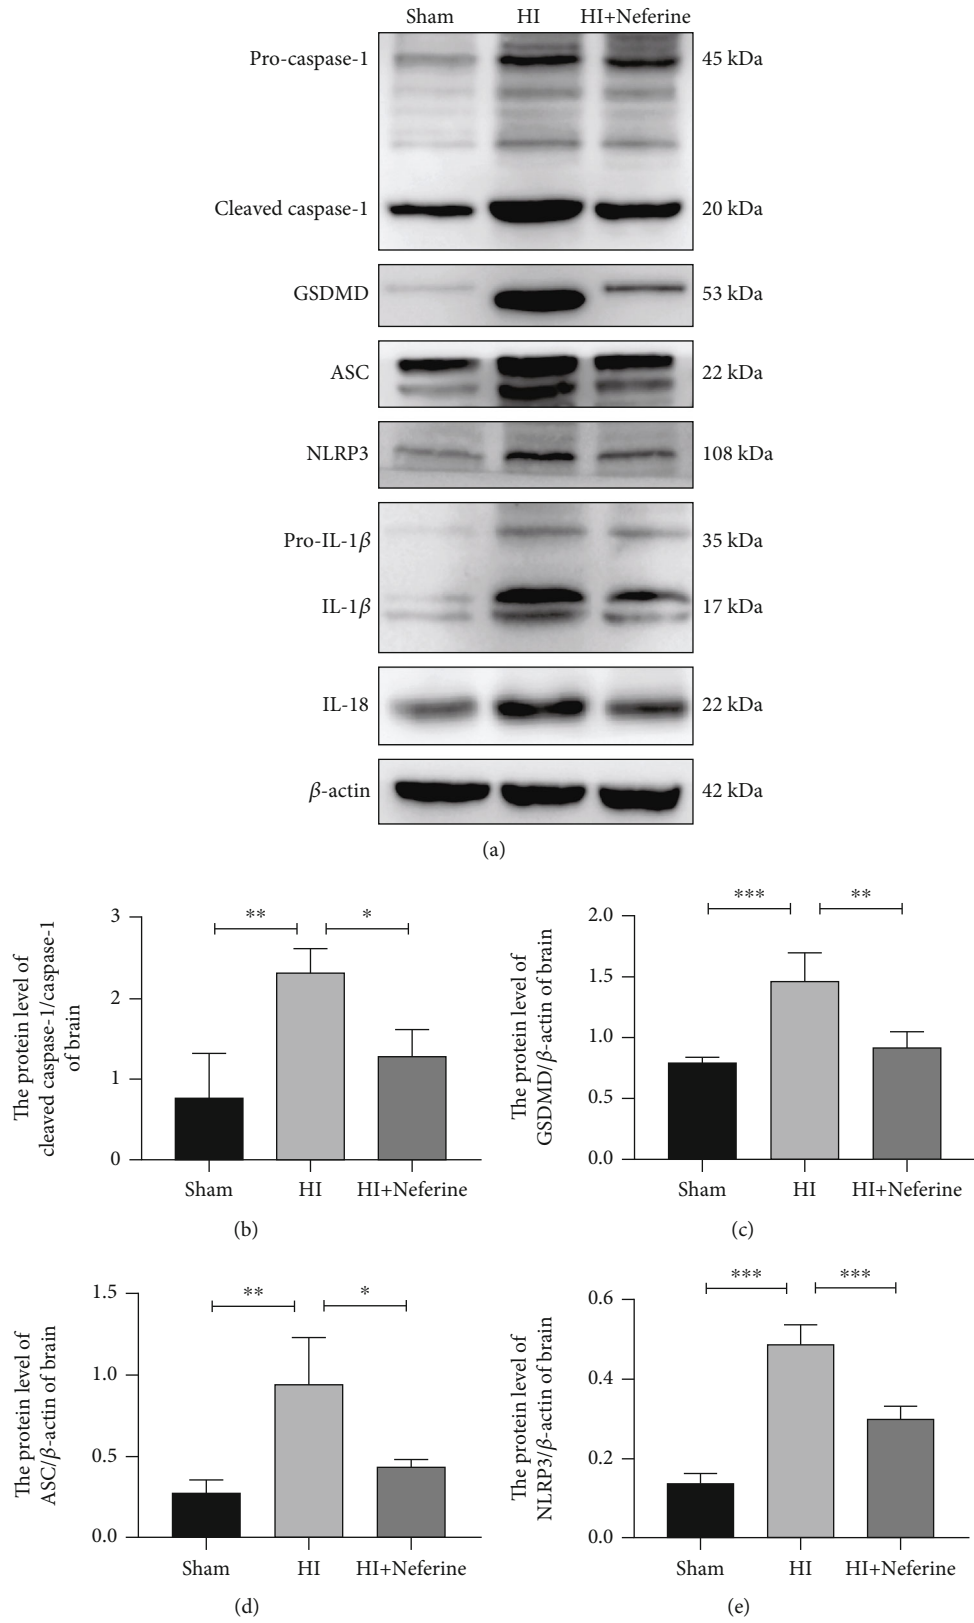 Sham HI HI+Neferine
Pro-caspase-1 45 kDa
Cleaved caspase-1 20 kDa
GSDMD 53 kDa
ASC 22 kDa
NLRP3 108 kDa
Pro-IL-1β 35 kDa
IL-1β 17 kDa
IL-18 22 kDa
β-actin 42 kDa
(a)
The protein level of
cleaved caspase-1/caspase-1
of brain
3
2
1
0
** *
Sham HI HI+Neferine
(b)
The protein level of
GSDMD/β-actin of brain
2.0
1.5
1.0
0.5
0.0
*** **
Sham HI HI+Neferine
(c)
The protein level of
ASC/β-actin of brain
1.5
1.0
0.5
0.0
** *
Sham HI HI+Neferine
(d)
The protein level of
NLRP3/β-actin of brain
0.6
0.4
0.2
0.0
*** ***
Sham HI HI+Neferine
(e)